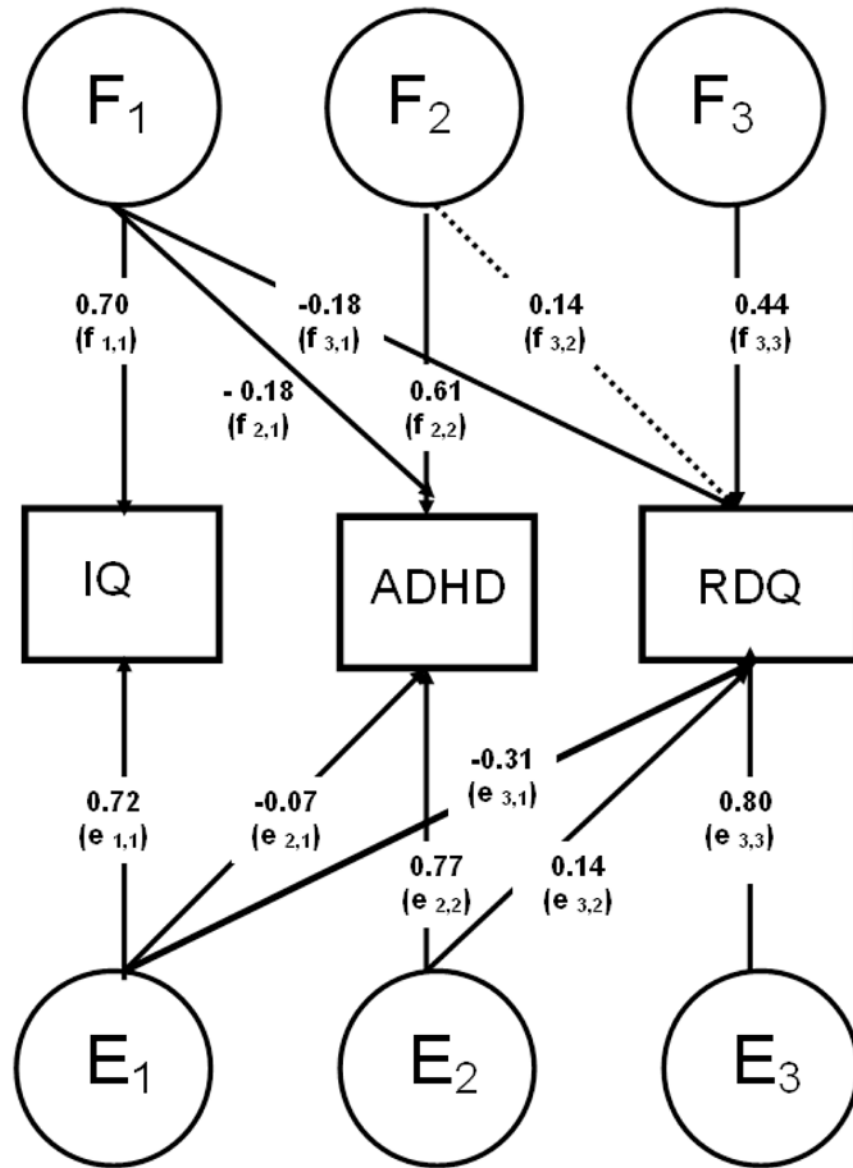 F1 F2 F3
0.70 -0.18 0.14 0.44
(f 1,1) (f 3,1) (f 3,2) (f 3,3)
- 0.18 0.61
(f 2,1) (f 2,2)
IQ ADHD RDQ
-0.31
(e 3,1)
0.72 -0.07 0.80
(e 1,1) (e 2,1) (e 3,3)
0.77 0.14
(e 2,2) (e 3,2)
E1 E2 E3